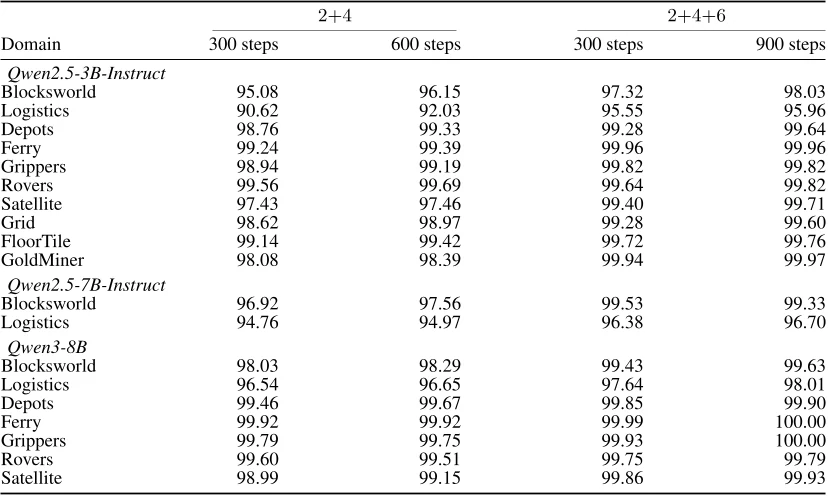 2+4 2+4+6
Domain 300 steps 600 steps 300 steps 900 steps
Qwen2.5-3B-Instruct
Blocksworld 95.08 96.15 97.32 98.03
Logistics 90.62 92.03 95.55 95.96
Depots 98.76 99.33 99.28 99.64
Ferry 99.24 99.39 99.96 99.96
Grippers 98.94 99.19 99.82 99.82
Rovers 99.56 99.69 99.64 99.82
Satellite 97.43 97.46 99.40 99.71
Grid 98.62 98.97 99.28 99.60
FloorTile 99.14 99.42 99.72 99.76
GoldMiner 98.08 98.39 99.94 99.97
Qwen2.5-7B-Instruct
Blocksworld 96.92 97.56 99.53 99.33
Logistics 94.76 94.97 96.38 96.70
Qwen3-8B
Blocksworld 98.03 98.29 99.43 99.63
Logistics 96.54 96.65 97.64 98.01
Depots 99.46 99.67 99.85 99.90
Ferry 99.92 99.92 99.99 100.00
Grippers 99.79 99.75 99.93 100.00
Rovers 99.60 99.51 99.75 99.79
Satellite 98.99 99.15 99.86 99.93